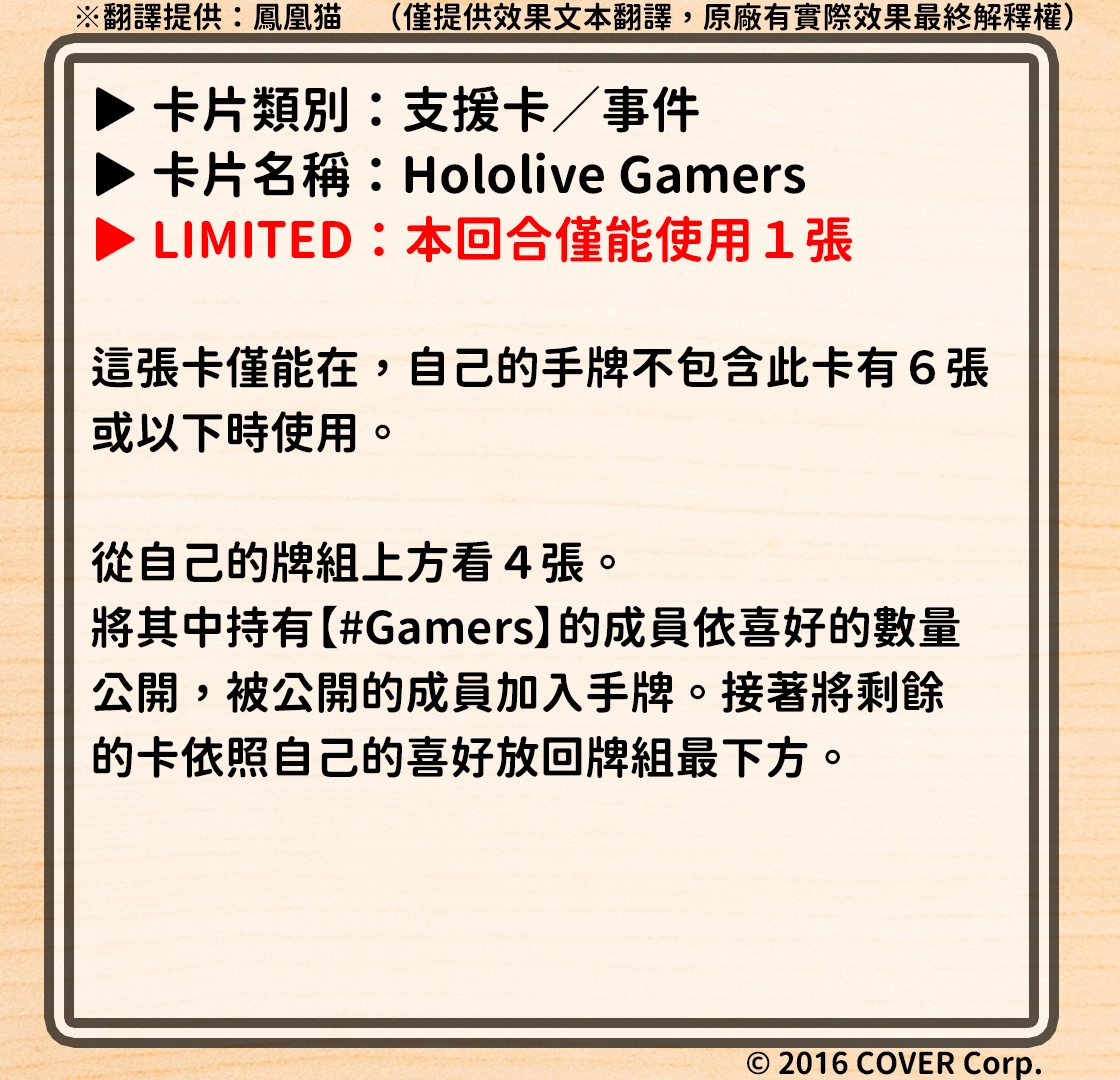 ※翻譯提供：鳳凰猫　（僅提供效果文本翻譯，原廠有實際效果最終解釋權）
▶ 卡片類別：支援卡／事件
▶ 卡片名稱：Hololive Gamers
▶ LIMITED：本回合僅能使用１張
這張卡僅能在，自己的手牌不包含此卡有６張
或以下時使用。
從自己的牌組上方看４張。
將其中持有【#Gamers】的成員依喜好的數量
公開，被公開的成員加入手牌。接著將剩餘
的卡依照自己的喜好放回牌組最下方。
© 2016 COVER Corp.